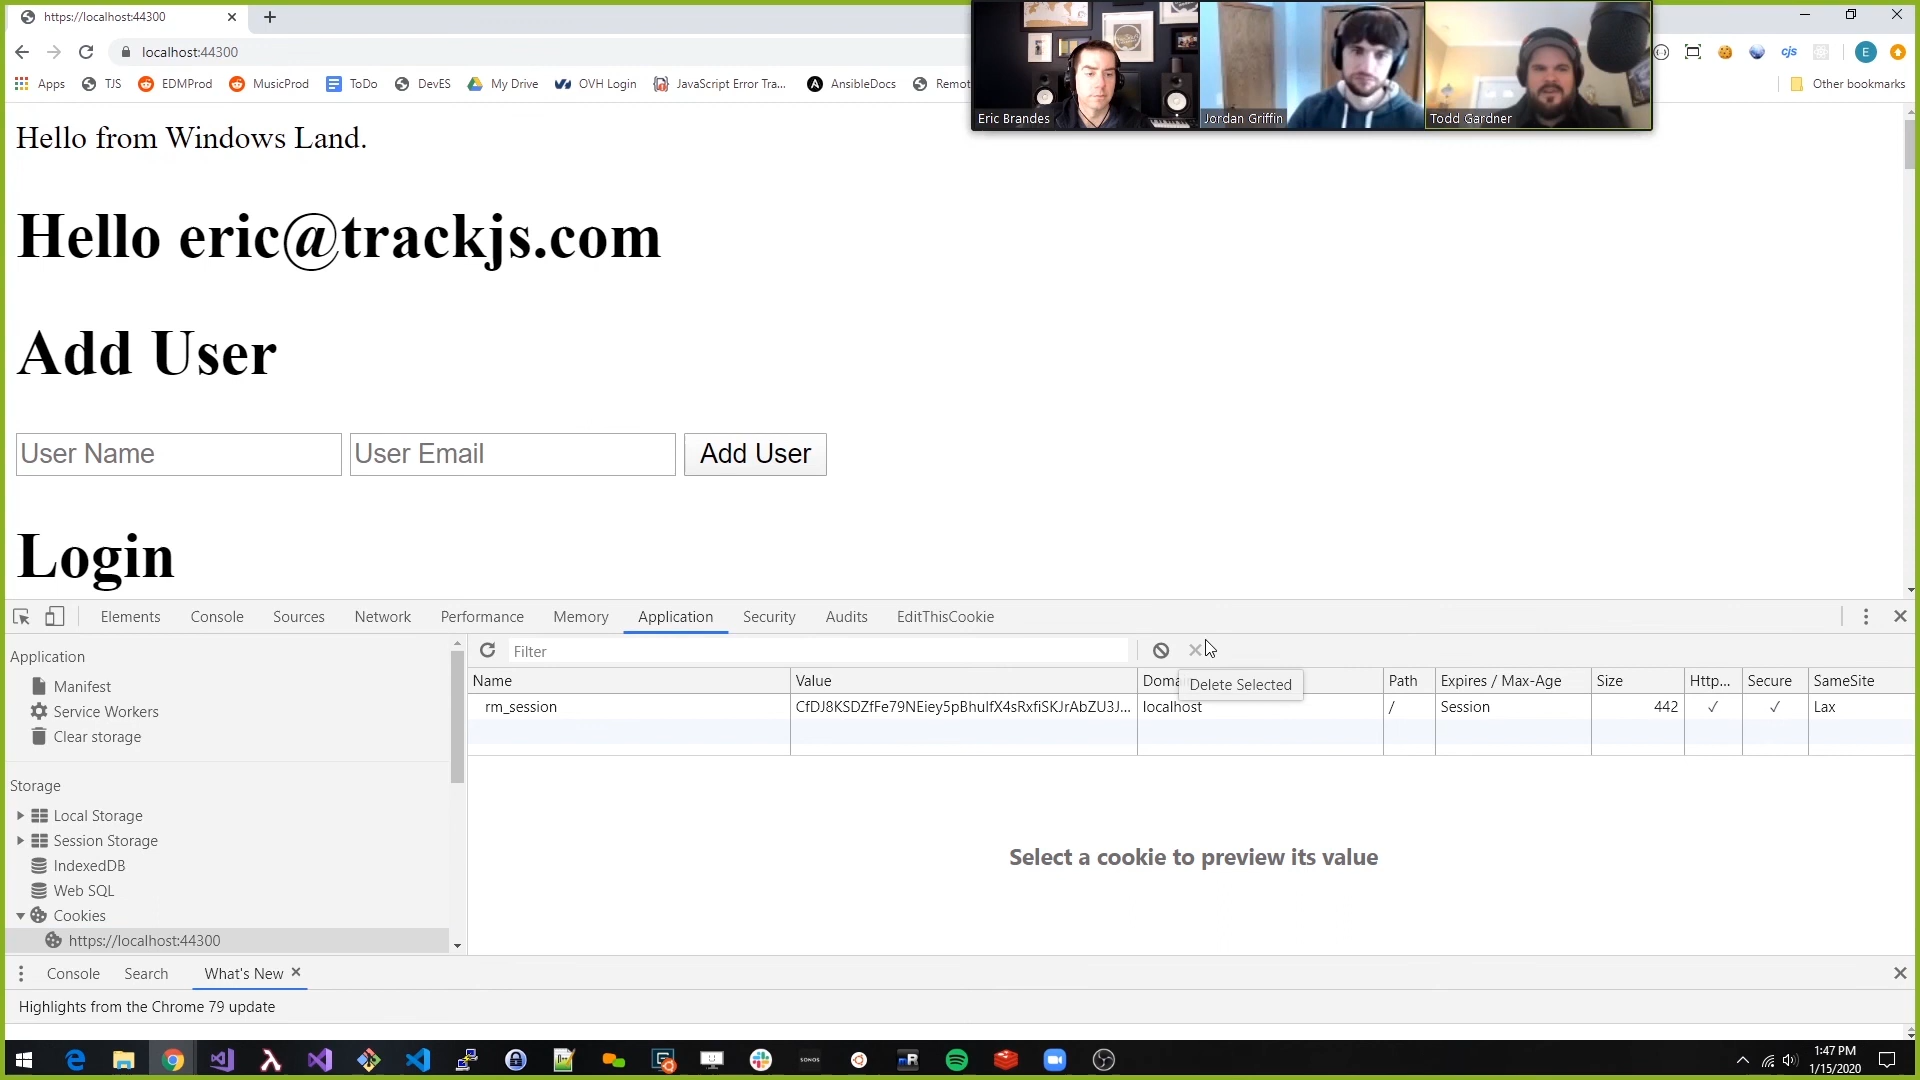 https://localhost:44300
localhost:44300
Apps
TJS
EDMProd
MusicProd
ToDo
DevES
My Drive
OVH Login
JavaScript Error Tra...
AnsibleDocs
Remot
cjs
E
Other bookmarks
Eric Brandes
Jordan Griffin
Todd Gardner
Hello from Windows Land.
Hello eric@trackjs.com
Add User
User Name
User Email
Add User
Login
Elements
Console
Sources
Network
Performance
Memory
Application
Security
Audits
EditThisCookie
Application
Manifest
Service Workers
Clear storage
Storage
Local Storage
Session Storage
IndexedDB
Web SQL
Cookies
https://localhost:44300
Filter
Name
Value
Doma
Delete Selected
Path
Expires / Max-Age
Size
Http...
Secure
SameSite
rm_session
CfDJ8KSDZfFe79NEiey5pBhuIfX4sRxfiSKJrAbZU3J...
localhost
/
Session
442
✓
✓
Lax
Select a cookie to preview its value
Console
Search
What's New
Highlights from the Chrome 79 update
SONOS
1:47 PM
1/15/2020